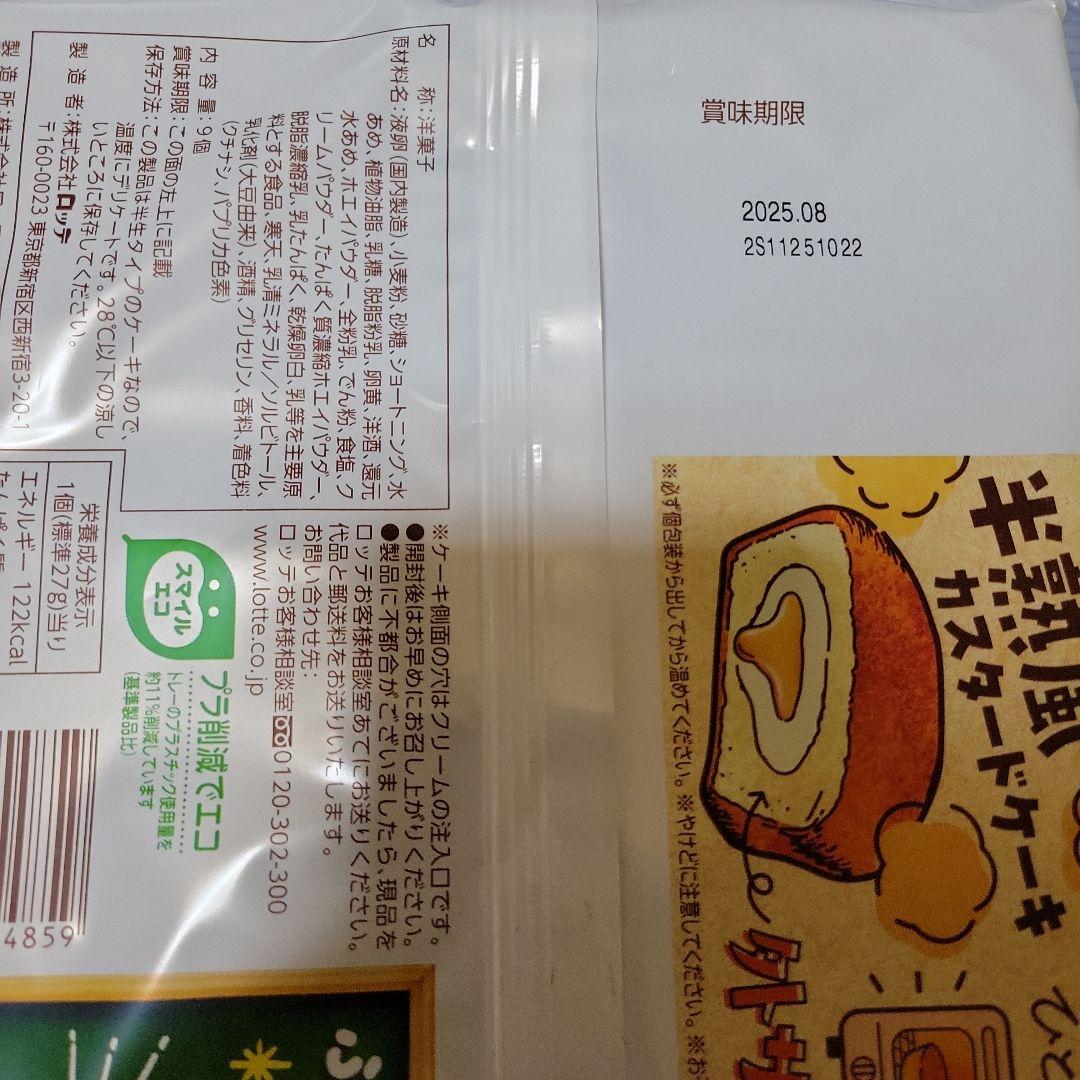 賞味期限
2025.08
2S11251022
名 称:洋菓子
原材料名:液卵(国内製造)、小麦粉、砂糖、ショートニング、水
あめ、植物油脂、乳糖、脱脂粉乳、卵黄、洋酒、還元
水あめ、ホエイパウダー、全粉乳、でん粉、食塩、ク
リームパウダー、たんぱく質濃縮ホエイパウダー、
脱脂濃縮乳、乳たんぱく、乾燥卵白、乳等を主要原
料とする食品、寒天、乳清ミネラル/ソルビトール、
乳化剤(大豆由来)、酒精、グリセリン、香料、着色料
(クチナシ、パプリカ色素)
内 容 量:9個
賞味期限:この面の左上に記載
保存方法:この製品は半生タイプのケーキなので、
温度にデリケートです。28℃以下の涼し
いところに保存してください。
製 造 者:株式会社ロッテ
〒160-0023 東京都新宿区西新宿3-20-1
製 造 所:株式会社
※ケーキ側面の穴はクリームの注入口です。
●開封後はお早めにお召し上がりください。
●製品に不都合がございましたら、現品を
ロッテお客様相談室あてにお送りください。
代品と郵送料をお送りいたします。
お問い合わせ先:
ロッテお客様相談室 0120-302-300
www.lotte.co.jp
スマイル
エコ
プラ削減でエコ
トレーのプラスチック使用量を
約11%削減しています
(基準製品比)
栄養成分表示
1個(標準27g)当り
エネルギー 122kcal
たんぱく質
4859
半熟風
カスタードケーキ
※必ず個包装から出してから温めてください。※やけどに注意してください。※お
外サ
ひと
ふ